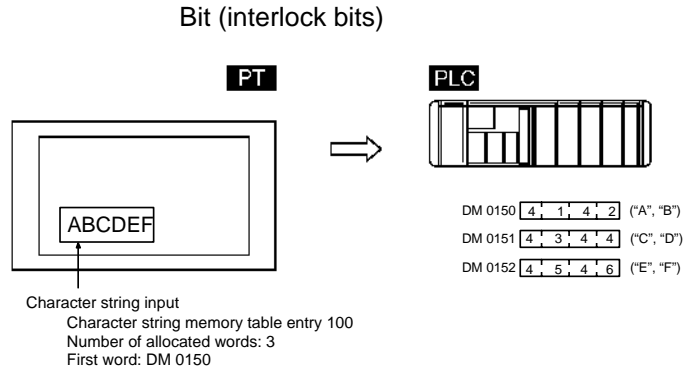 Bit (interlock bits)
PT
PLC
ABCDEF
DM 0150 4 1 4 2 (“A”, “B”)
DM 0151 4 3 4 4 (“C”, “D”)
DM 0152 4 5 4 6 (“E”, “F”)
Character string input
Character string memory table entry 100
Number of allocated words: 3
First word: DM 0150